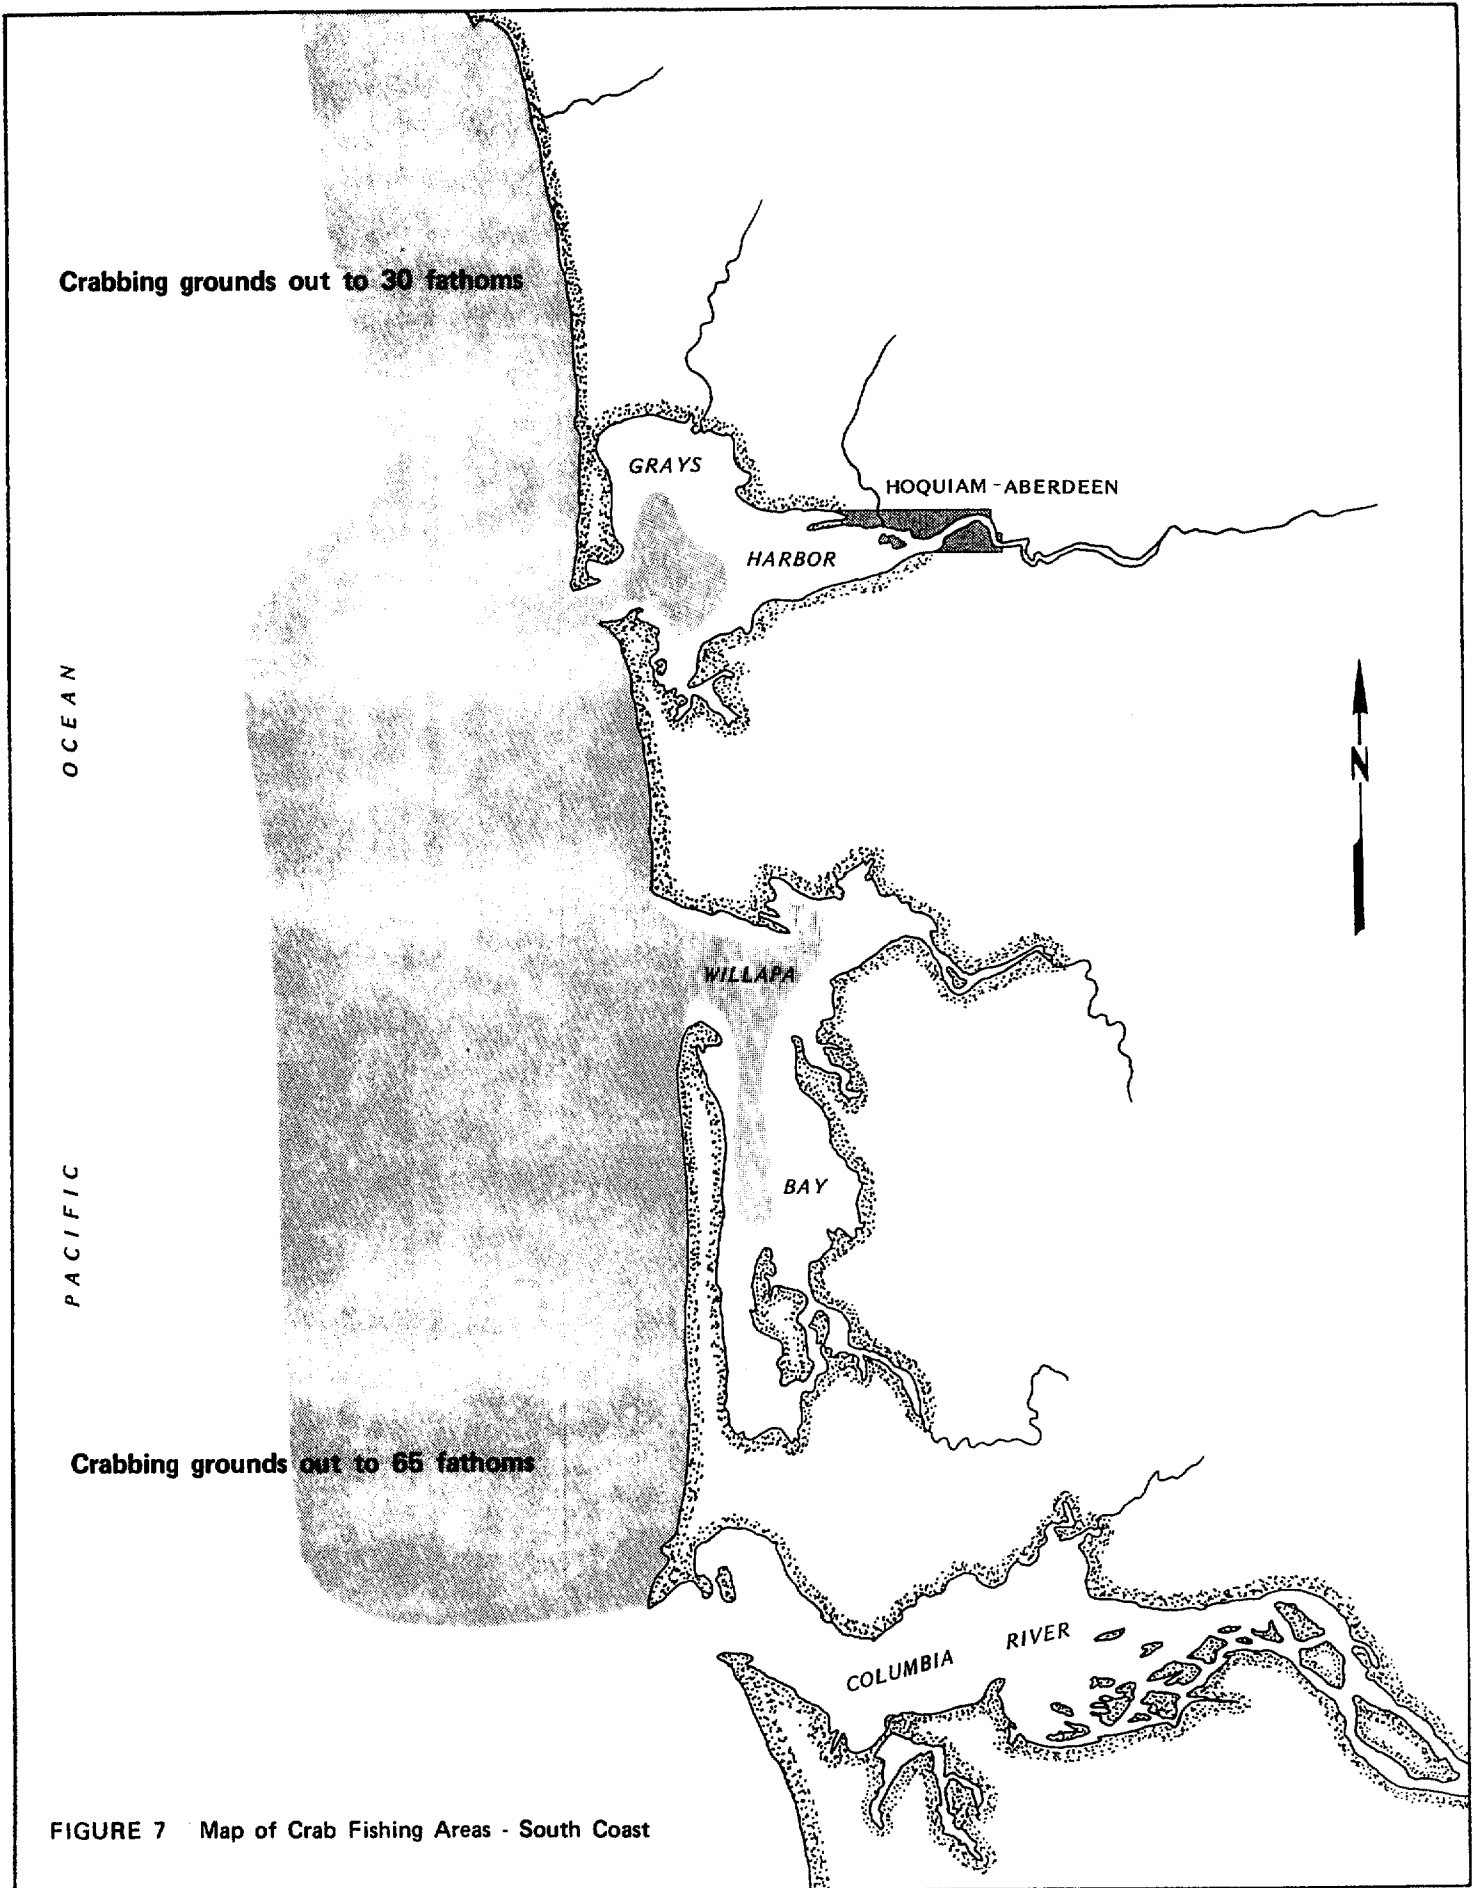 Crabbing grounds out to 30 fathoms
GRAYS
HOQUIAM - ABERDEEN
HARBOR
OCEAN
N
WILLAPA
BAY
PACIFIC
Crabbing grounds out to 65 fathoms
COLUMBIA RIVER
FIGURE 7 Map of Crab Fishing Areas - South Coast